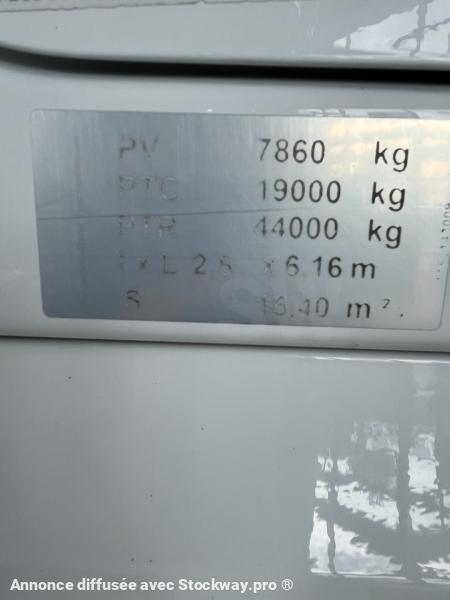 PV 7860 kg
PTC 19000 kg
PTR 44000 kg
l x L 2.5 x 6.16 m
S 16.40 m².
Annonce diffusée avec Stockway.pro ®